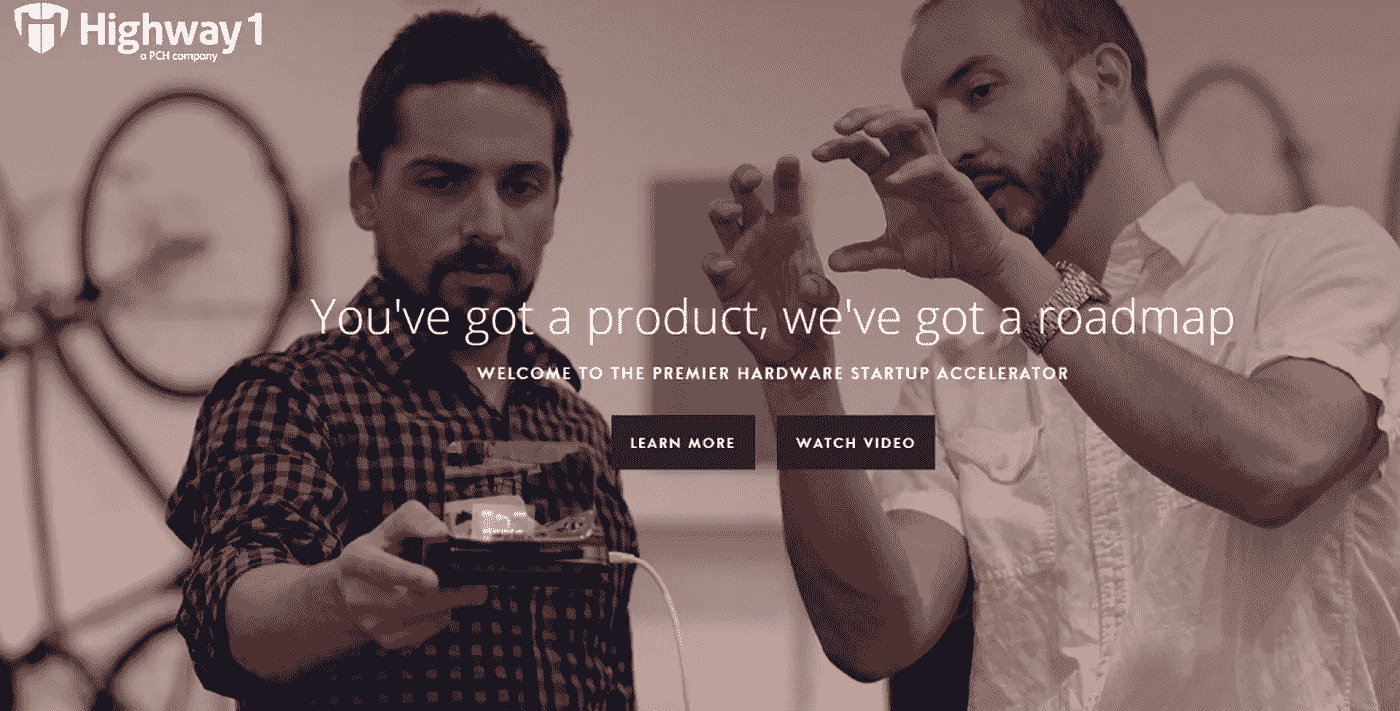 Highway1
a PCH company
You've got a product, we've got a roadmap
WELCOME TO THE PREMIER HARDWARE STARTUP ACCELERATOR
LEARN MORE
WATCH VIDEO